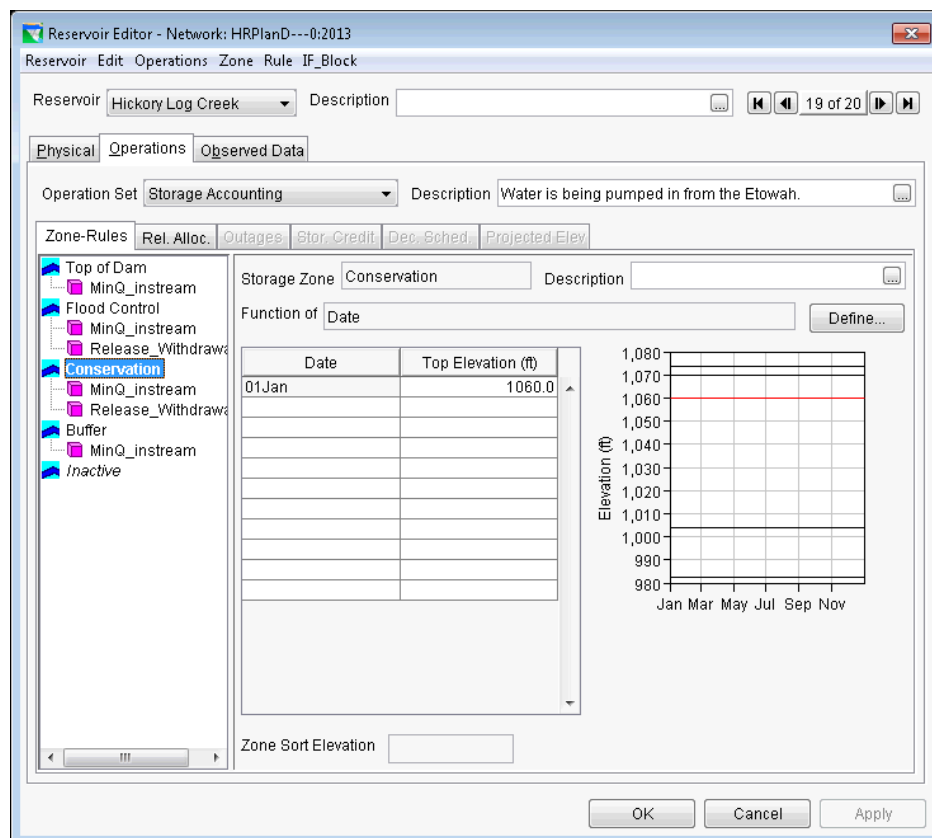 Reservoir Editor - Network: HRPlanD---0:2013
Reservoir Edit Operations Zone Rule IF_Block
Reservoir Hickory Log Creek Description ... 19 of 20
Physical Operations Observed Data
Operation Set Storage Accounting Description Water is being pumped in from the Etowah. ...
Zone-Rules Rel. Alloc. Outages Stor. Credit Dec. Sched. Projected Elev
Top of Dam
MinQ_instream
Flood Control
MinQ_instream
Release_Withdrawa
Conservation
MinQ_instream
Release_Withdrawa
Buffer
MinQ_instream
Inactive
Storage Zone Conservation Description ...
Function of Date Define...
Date Top Elevation (ft)
01Jan 1060.0
1,080
1,070
1,060
1,050
1,040
1,030
1,020
1,010
1,000
990
980
Elevation (ft)
Jan Mar May Jul Sep Nov
Zone Sort Elevation
OK Cancel Apply